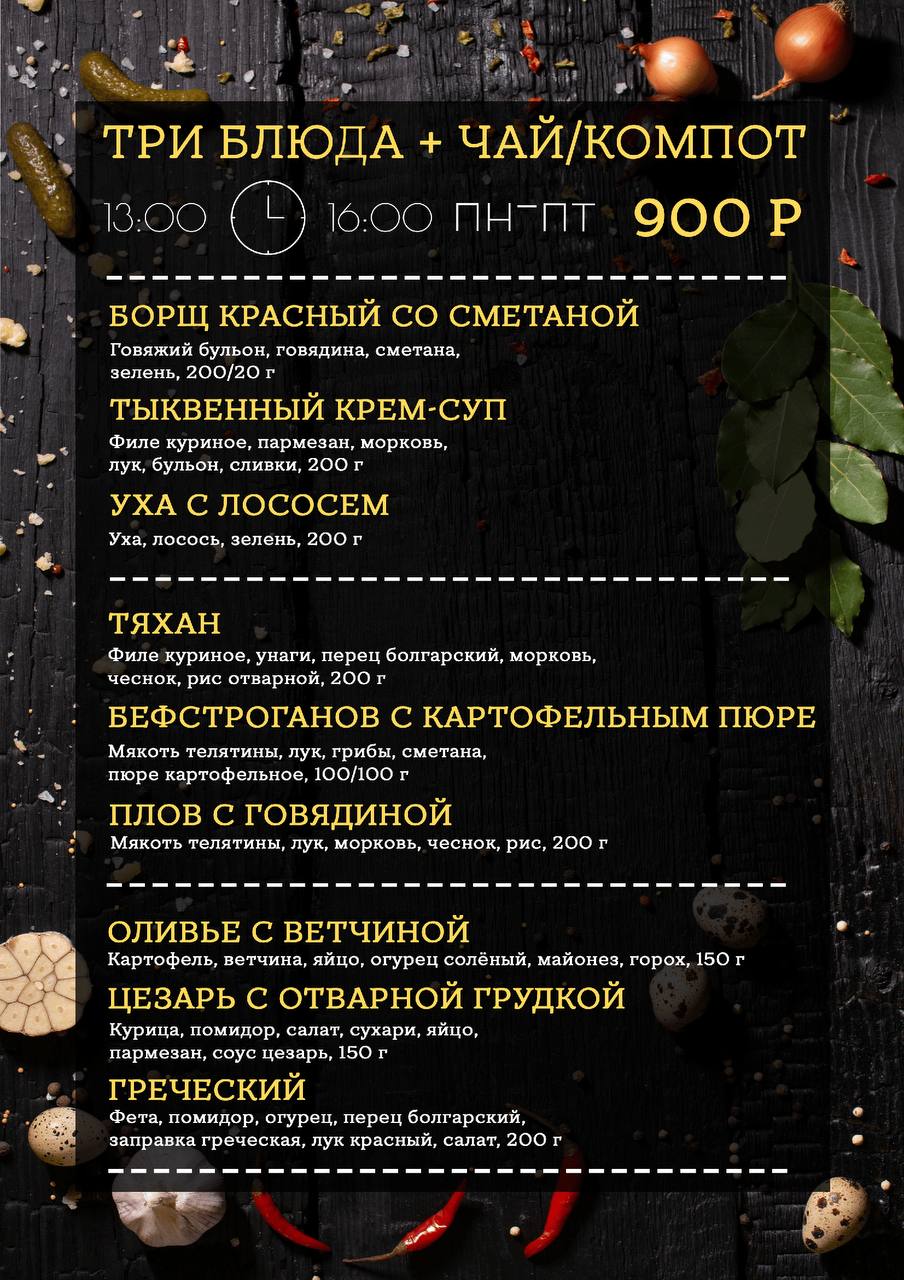 ТРИ БЛЮДА + ЧАЙ/КОМПОТ
13:00 16:00 ПН-ПТ 900 Р
БОРЩ КРАСНЫЙ СО СМЕТАНОЙ
Говяжий бульон, говядина, сметана,
зелень, 200/20 г
ТЫКВЕННЫЙ КРЕМ-СУП
Филе куриное, пармезан, морковь,
лук, бульон, сливки, 200 г
УХА С ЛОСОСЕМ
Уха, лосось, зелень, 200 г
ТЯХАН
Филе куриное, унаги, перец болгарский, морковь,
чеснок, рис отварной, 200 г
БЕФСТРОГАНОВ С КАРТОФЕЛЬНЫМ ПЮРЕ
Мякоть телятины, лук, грибы, сметана,
пюре картофельное, 100/100 г
ПЛОВ С ГОВЯДИНОЙ
Мякоть телятины, лук, морковь, чеснок, рис, 200 г
ОЛИВЬЕ С ВЕТЧИНОЙ
Картофель, ветчина, яйцо, огурец солёный, майонез, горох, 150 г
ЦЕЗАРЬ С ОТВАРНОЙ ГРУДКОЙ
Курица, помидор, салат, сухари, яйцо,
пармезан, соус цезарь, 150 г
ГРЕЧЕСКИЙ
Фета, помидор, огурец, перец болгарский,
заправка греческая, лук красный, салат, 200 г